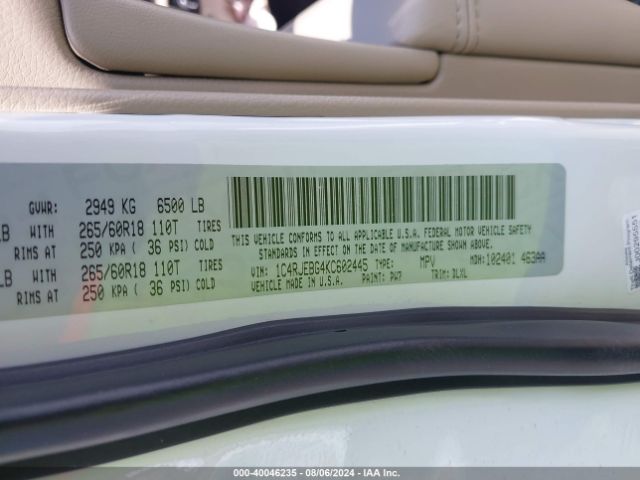 GVWR: 2949 KG 6500 LB
LB WITH 265/60R18 110T TIRES
RIMS AT 250 KPA ( 36 PSI) COLD
LB WITH 265/60R18 110T TIRES
RIMS AT 250 KPA ( 36 PSI) COLD
THIS VEHICLE CONFORMS TO ALL APPLICABLE U.S.A. FEDERAL MOTOR VEHICLE SAFETY
STANDARDS IN EFFECT ON THE DATE OF MANUFACTURE SHOWN ABOVE
VIN: 1C4RJEBG4KC602445 TYPE: MPV MDH: 102401 463AA
VEHICLE MADE IN U.S.A. PAINT: PW7 TRIM: DLXL
000-40046235 - 08/06/2024 - IAA Inc.